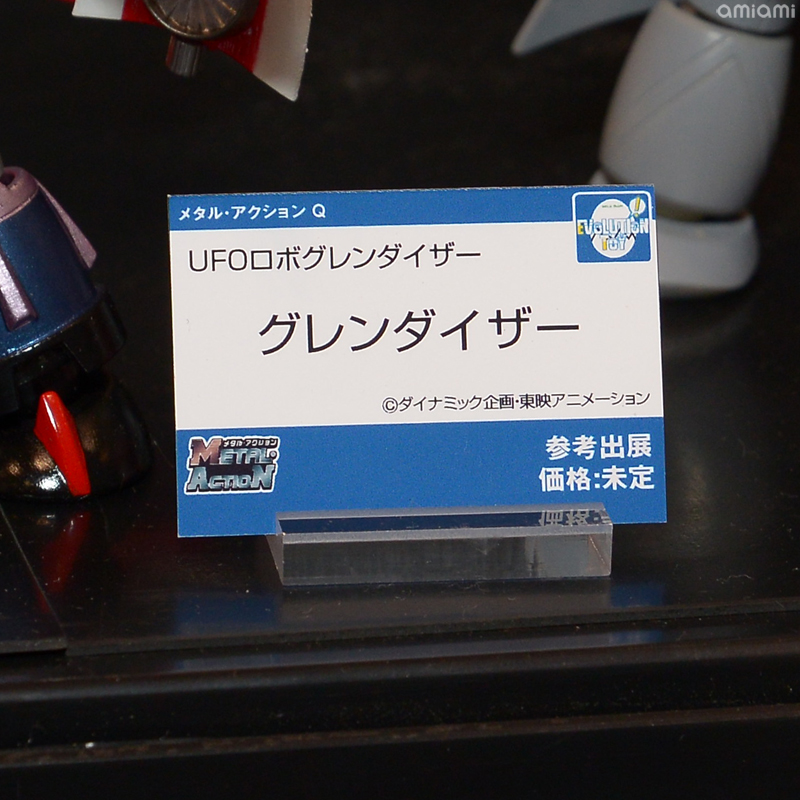 amiami
メタル・アクション Q
EVOLUTION
TOY
UFOロボグレンダイザー
グレンダイザー
©ダイナミック企画・東映アニメーション
メタル・アクション
METAL
ACTION
参考出展
価格:未定